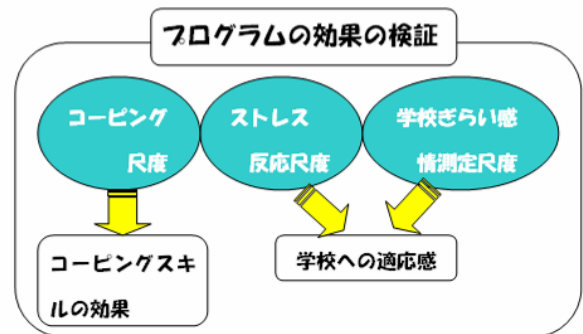 プログラムの効果の検証
コーピング
尺度
ストレス
反応尺度
学校ぎらい感
情測定尺度
コーピングスキ
ルの効果
学校への適応感